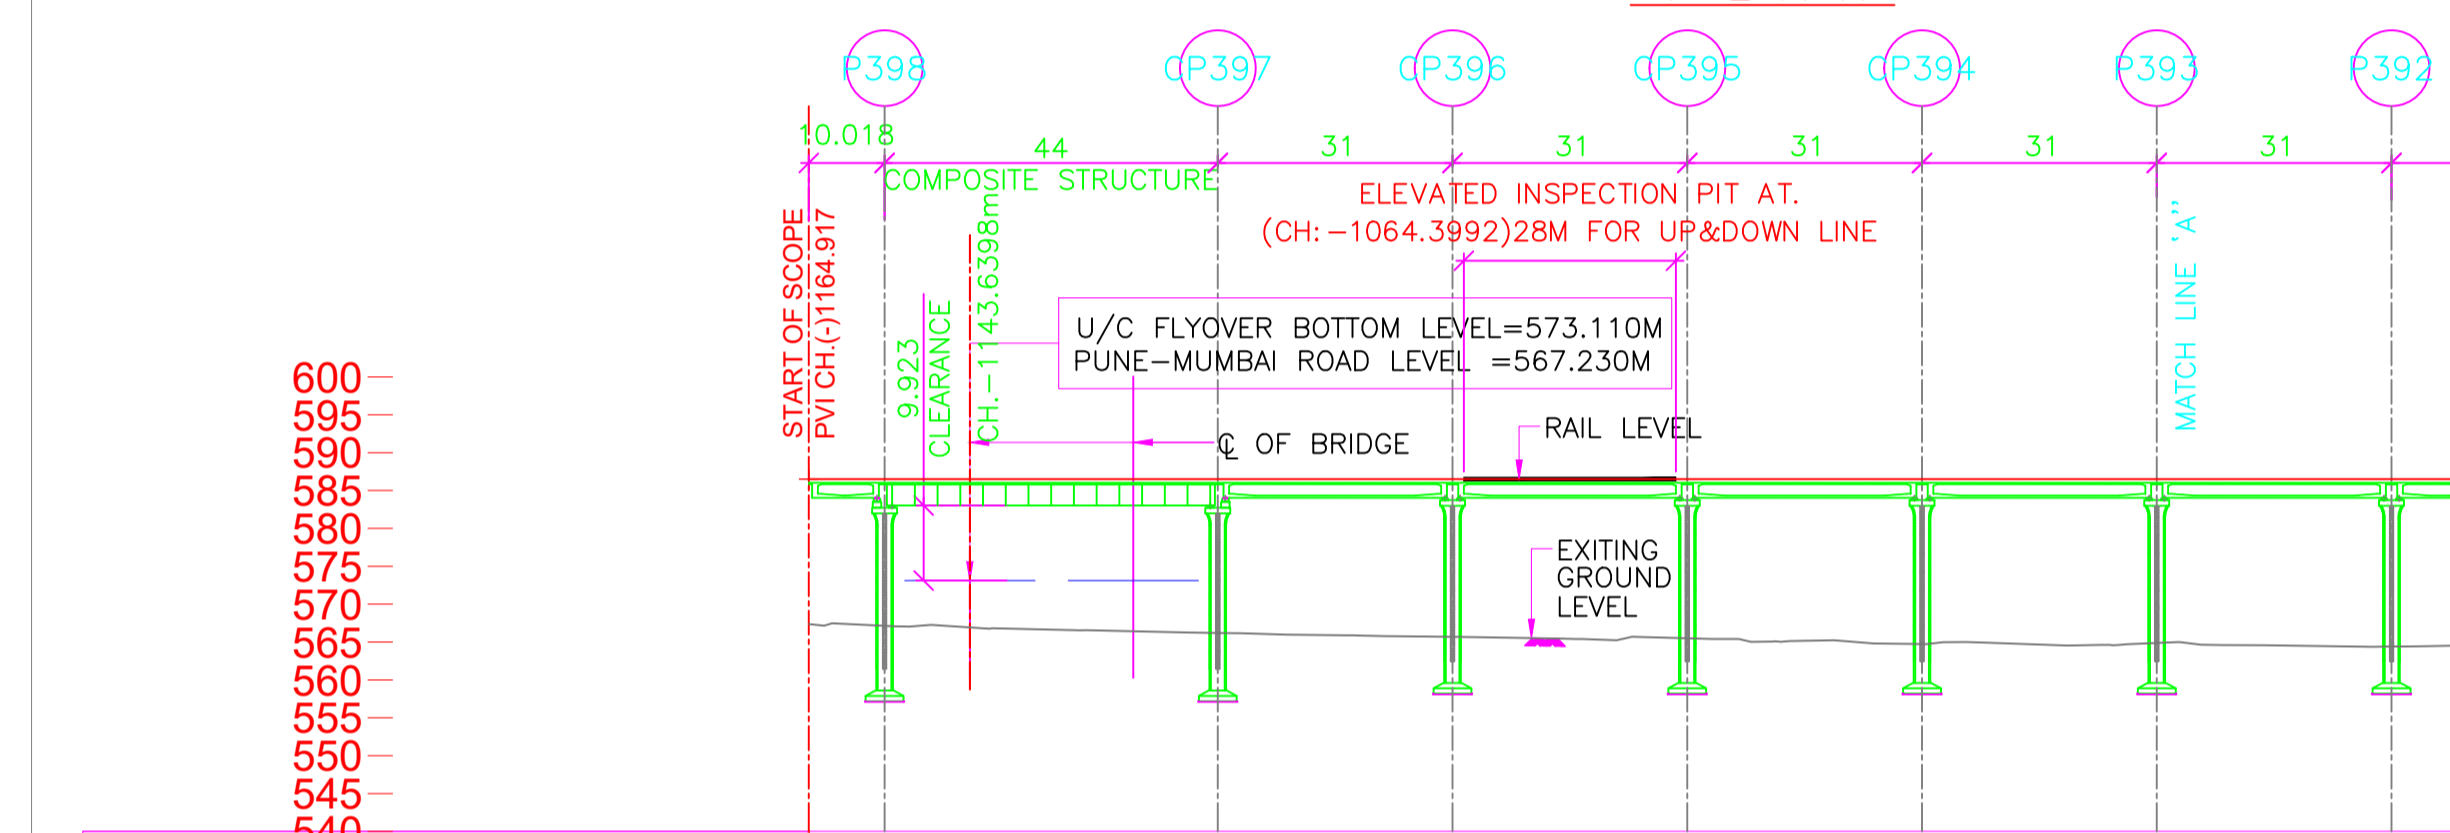 P398 CP397 CP396 CP395 CP394 P393 P392
10.018 44 31 31 31 31 31
COMPOSITE STRUCTURE
ELEVATED INSPECTION PIT AT.
(CH:-1064.3992)28M FOR UP&DOWN LINE
START OF SCOPE
PVI CH.(-)1164.917
9.923
CLEARANCE
CH.-1143.6398m
U/C FLYOVER BOTTOM LEVEL=573.110M
PUNE-MUMBAI ROAD LEVEL =567.230M
MATCH LINE 'A''
RAIL LEVEL
℄ OF BRIDGE
EXITING
GROUND
LEVEL
600
595
590
585
580
575
570
565
560
555
550
545
540